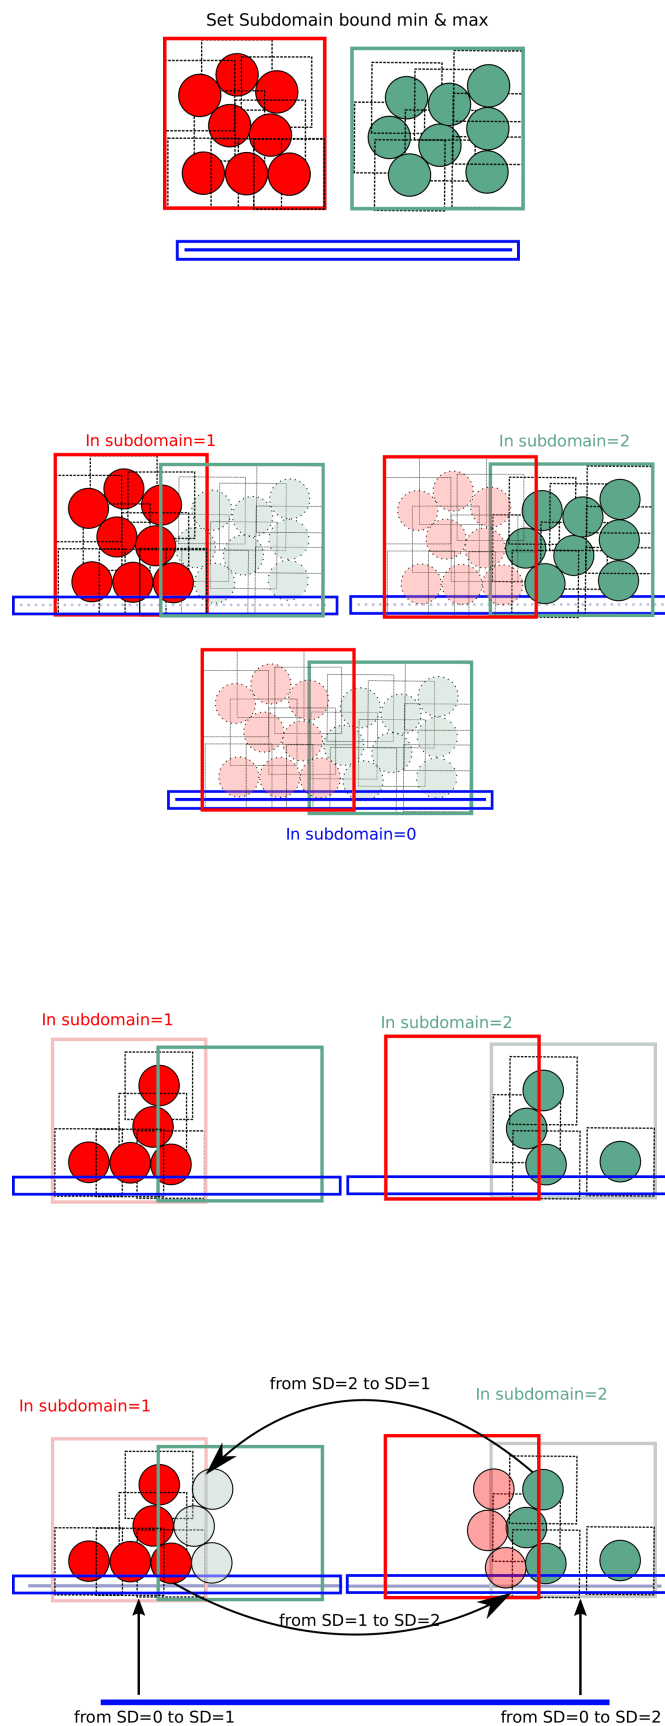 Set Subdomain bound min & max
In subdomain=1
In subdomain=2
In subdomain=0
In subdomain=1
In subdomain=2
from SD=2 to SD=1
In subdomain=2
In subdomain=1
from SD=1 to SD=2
from SD=0 to SD=1
from SD=0 to SD=2